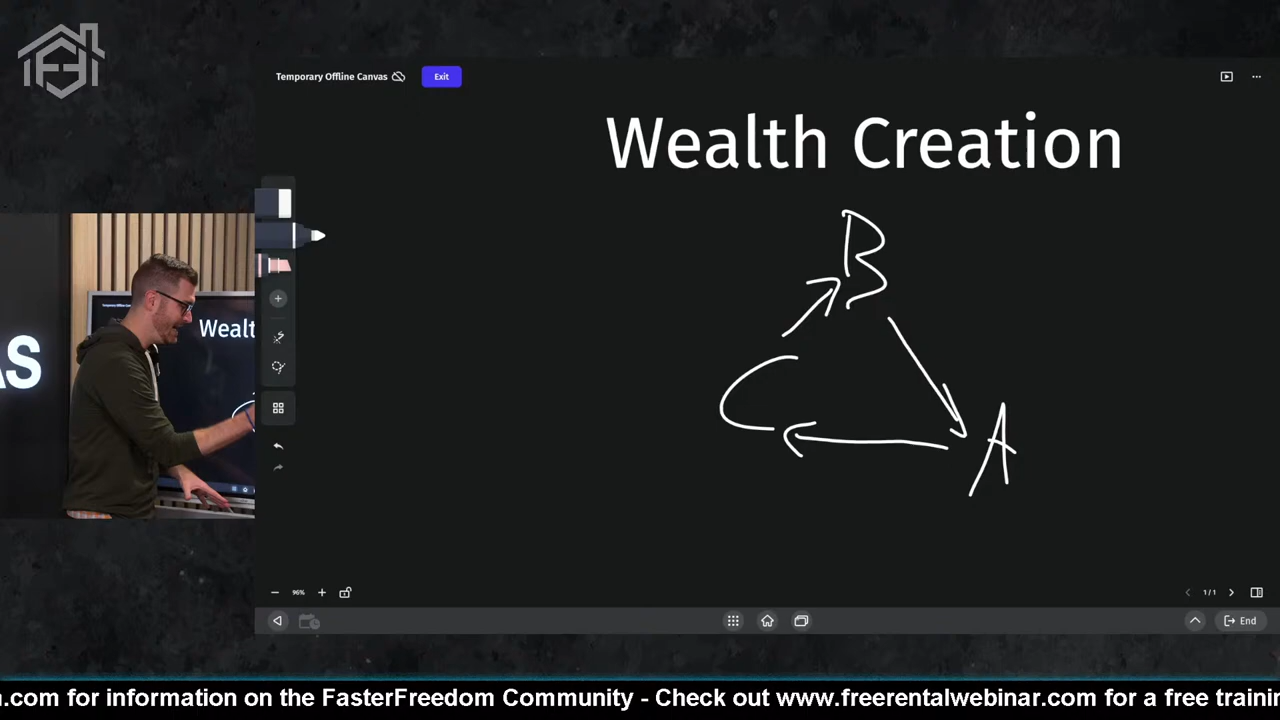 Temporary Offline Canvas
Exit
Wealth Creation
B
C
A
Wealt
AS
96%
1/1
End
.com for information on the FasterFreedom Community - Check out www.freerentalwebinar.com for a free traini